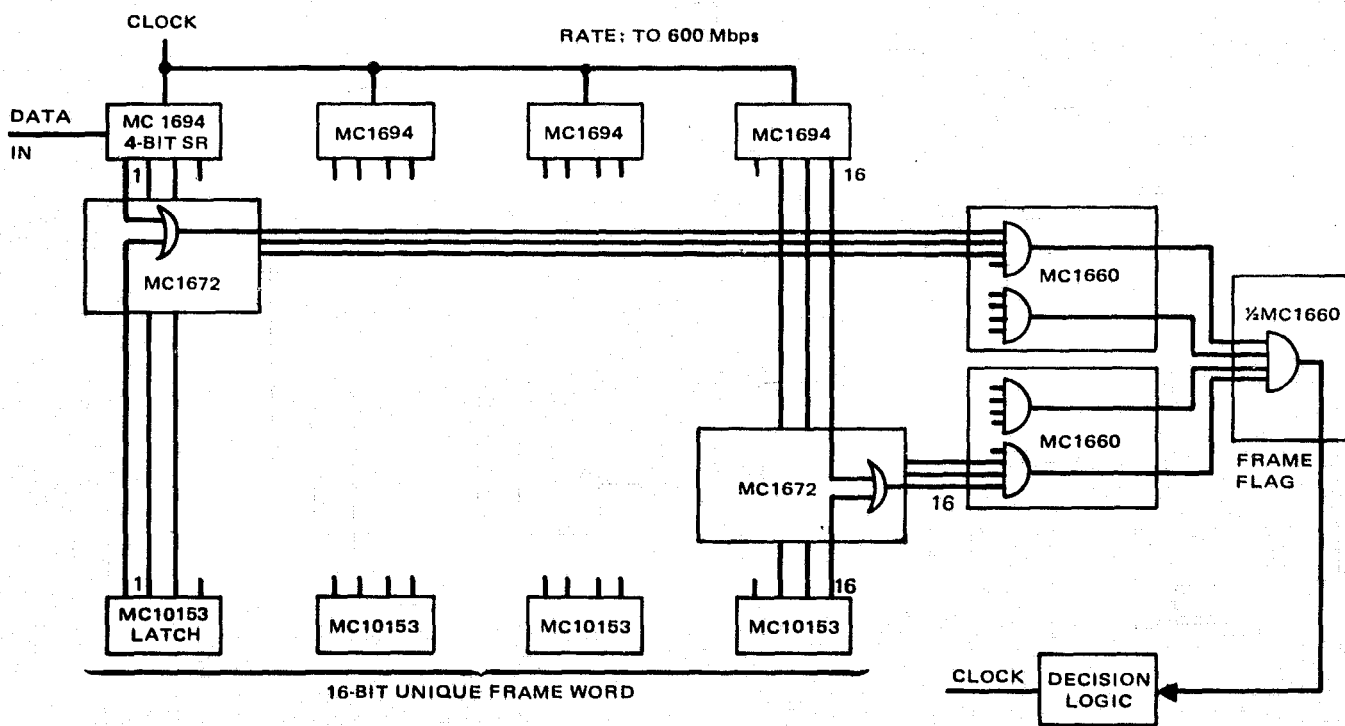 CLOCK
RATE: TO 600 Mbps
DATA
IN
MC 1694
4-BIT SR
MC1694
MC1694
MC1694
1
16
MC1672
MC1660
½MC1660
MC1660
FRAME
FLAG
MC1672
16
1
16
MC10153
LATCH
MC10153
MC10153
MC10153
16-BIT UNIQUE FRAME WORD
CLOCK
DECISION
LOGIC